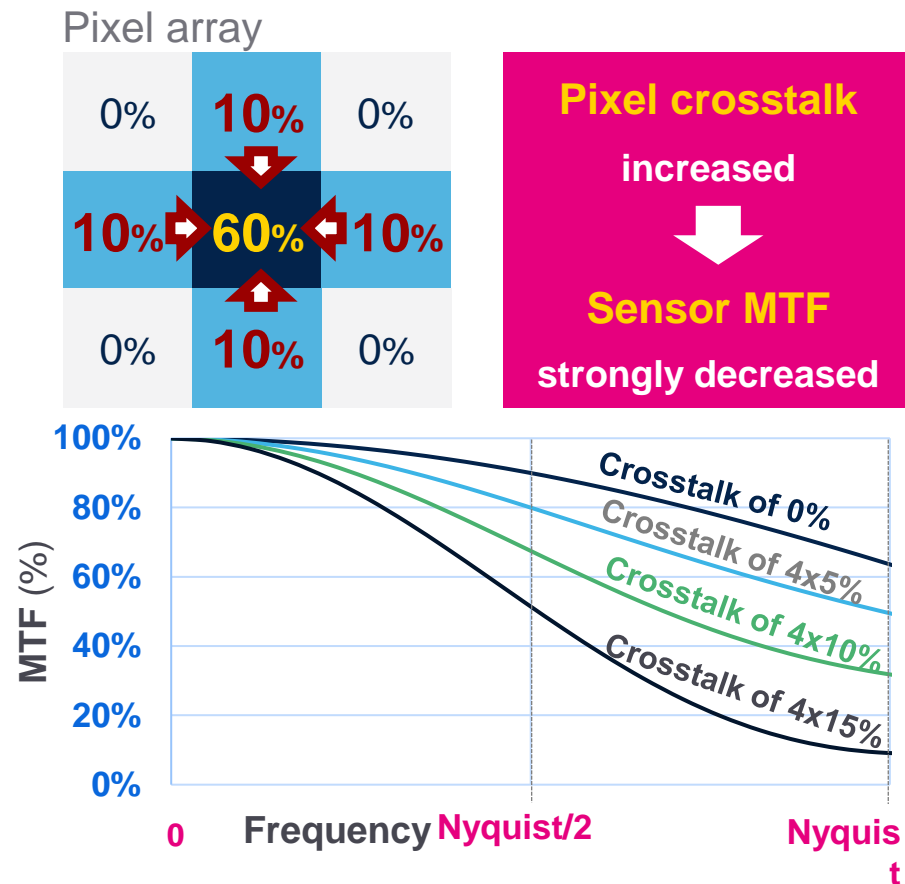 Pixel array
0% 10% 0%
10% 60% 10%
0% 10% 0%
Pixel crosstalk
increased
Sensor MTF
strongly decreased
100%
80%
60%
40%
20%
0%
MTF (%)
Crosstalk of 0%
Crosstalk of 4x5%
Crosstalk of 4x10%
Crosstalk of 4x15%
0 Frequency Nyquist/2 Nyquis
t